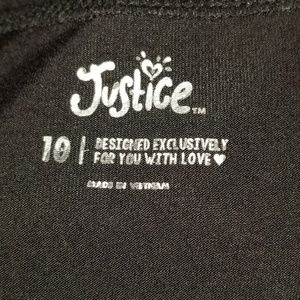 Justice™
10 | DESIGNED EXCLUSIVELY
FOR YOU WITH LOVE ♥
MADE IN VIETNAM